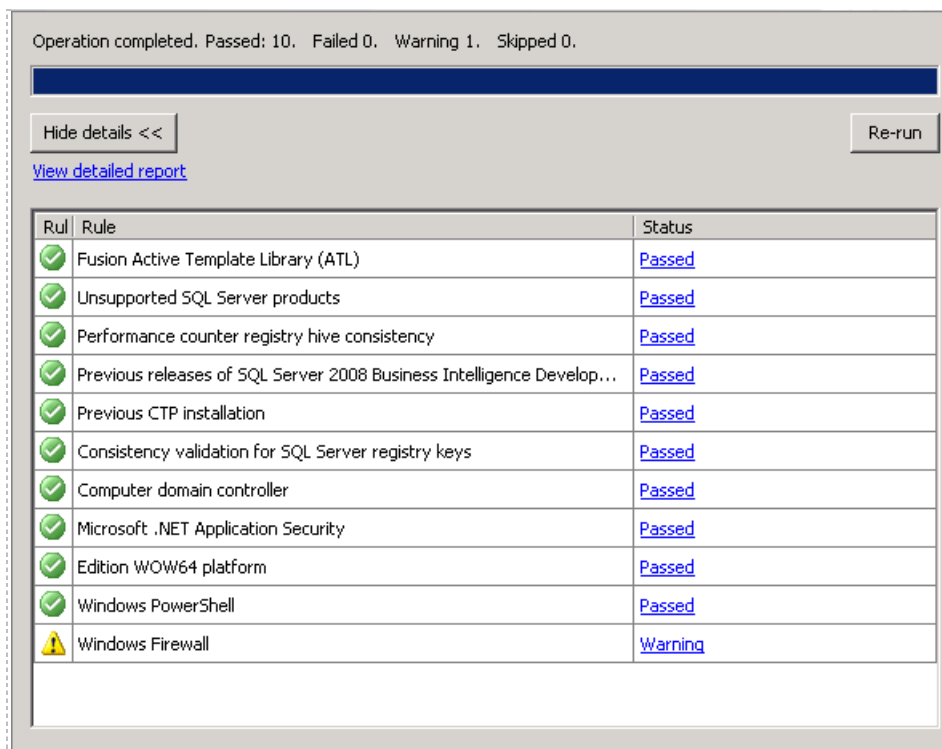 Operation completed. Passed: 10. Failed 0. Warning 1. Skipped 0.
Hide details <<
Re-run
View detailed report
Rul Rule Status
Fusion Active Template Library (ATL) Passed
Unsupported SQL Server products Passed
Performance counter registry hive consistency Passed
Previous releases of SQL Server 2008 Business Intelligence Develop... Passed
Previous CTP installation Passed
Consistency validation for SQL Server registry keys Passed
Computer domain controller Passed
Microsoft .NET Application Security Passed
Edition WOW64 platform Passed
Windows PowerShell Passed
Windows Firewall Warning